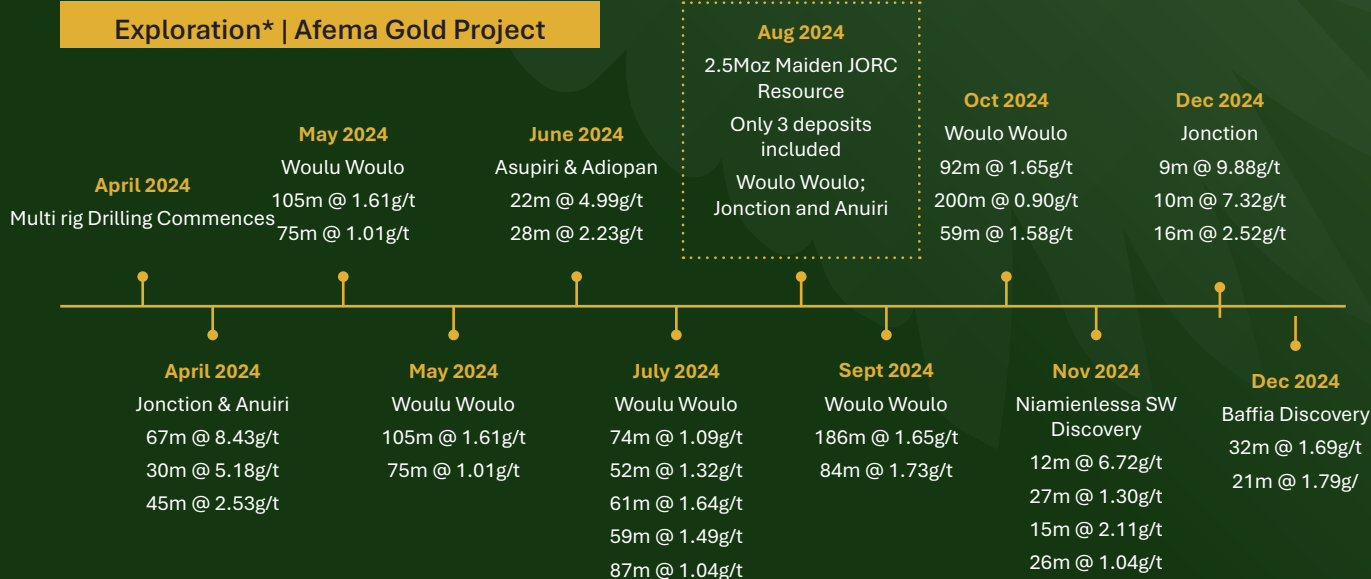 Exploration* | Afema Gold Project
April 2024
Multi rig Drilling Commences
April 2024
Jonction & Anuiri
67m @ 8.43g/t
30m @ 5.18g/t
45m @ 2.53g/t
May 2024
Woulu Woulo
105m @ 1.61g/t
75m @ 1.01g/t
May 2024
Woulu Woulo
105m @ 1.61g/t
75m @ 1.01g/t
June 2024
Asupiri & Adiopan
22m @ 4.99g/t
28m @ 2.23g/t
July 2024
Woulu Woulo
74m @ 1.09g/t
52m @ 1.32g/t
61m @ 1.64g/t
59m @ 1.49g/t
87m @ 1.04g/t
Aug 2024
2.5Moz Maiden JORC
Resource
Only 3 deposits
included
Woulo Woulo;
Jonction and Anuiri
Sept 2024
Woulo Woulo
186m @ 1.65g/t
84m @ 1.73g/t
Oct 2024
Woulo Woulo
92m @ 1.65g/t
200m @ 0.90g/t
59m @ 1.58g/t
Nov 2024
Niamienlessa SW
Discovery
12m @ 6.72g/t
27m @ 1.30g/t
15m @ 2.11g/t
26m @ 1.04g/t
Dec 2024
Jonction
9m @ 9.88g/t
10m @ 7.32g/t
16m @ 2.52g/t
Dec 2024
Baffia Discovery
32m @ 1.69g/t
21m @ 1.79g/